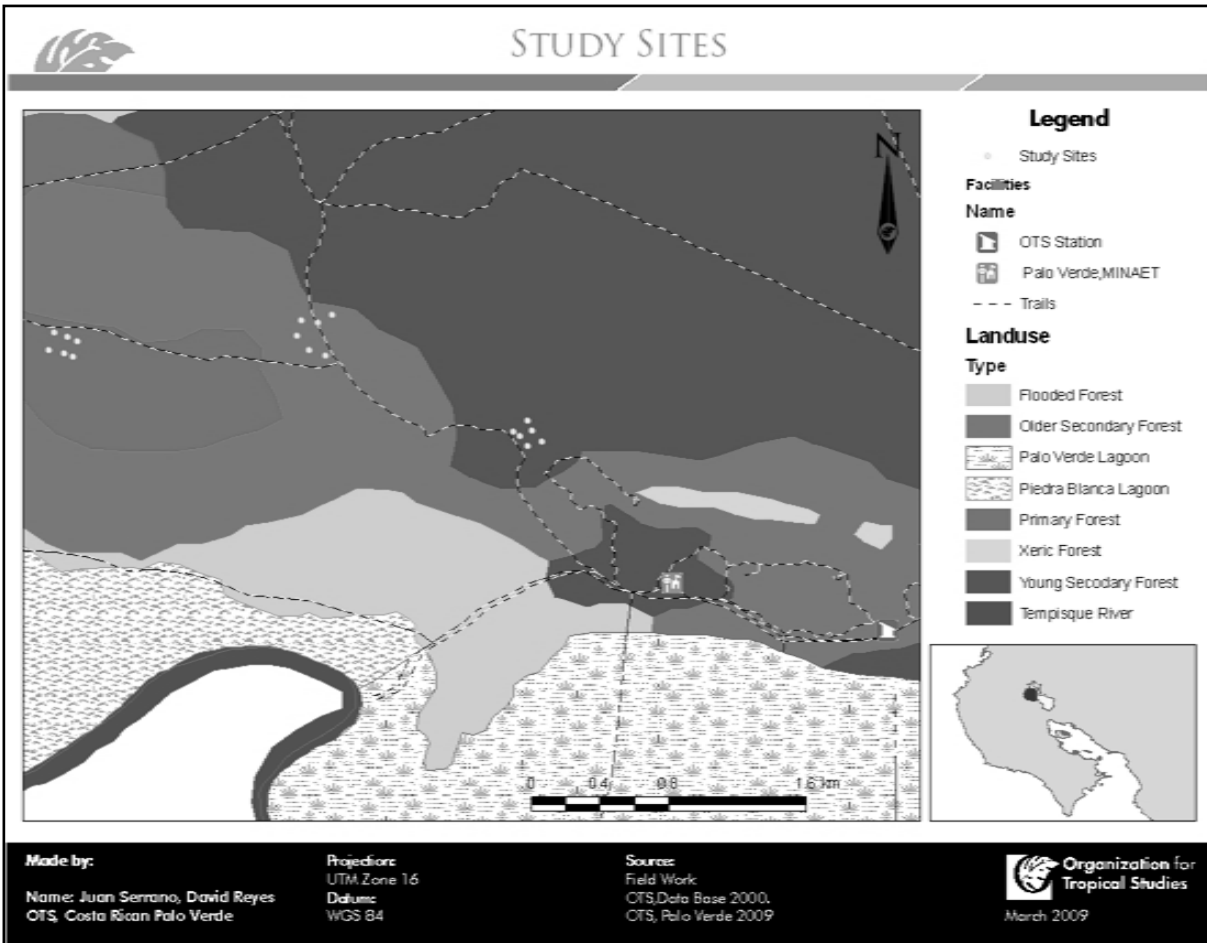 STUDY SITES
N
Legend
Study Sites
Facilities
Name
OTS Station
Palo Verde,MINAET
Trails
Landuse
Type
Flooded Forest
Older Secondary Forest
Palo Verde Lagoon
Piedra Blanca Lagoon
Primary Forest
Xeric Forest
Young Secodary Forest
Tempisque River
0 0.4 0.8 1.6 km
Made by:
Name: Juan Serrano, David Reyes
OTS, Costa Rican Palo Verde
Projection:
UTM Zone 16
Datum:
WGS 84
Source:
Field Work
OTS,Data Base 2000.
OTS, Palo Verde 2009
Organization for
Tropical Studies
March 2009